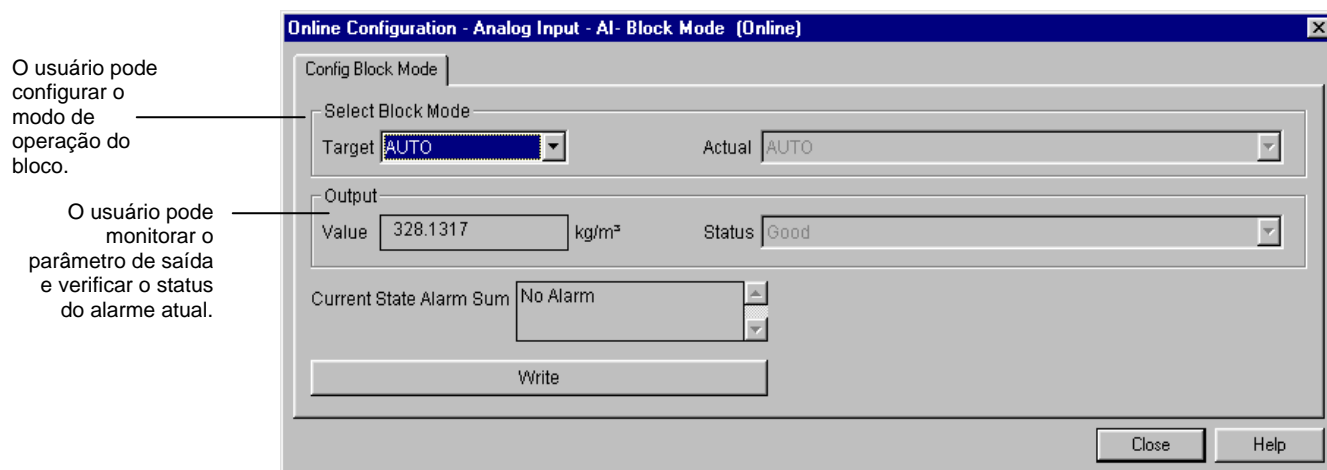 Online Configuration - Analog Input - AI- Block Mode (Online)
O usuário pode
configurar o
modo de
operação do
bloco.
Config Block Mode
Select Block Mode
Target AUTO Actual AUTO
O usuário pode
monitorar o
parâmetro de saída
e verificar o status
do alarme atual.
Output
Value 328.1317 kg/m³ Status Good
Current State Alarm Sum No Alarm
Write
Close Help